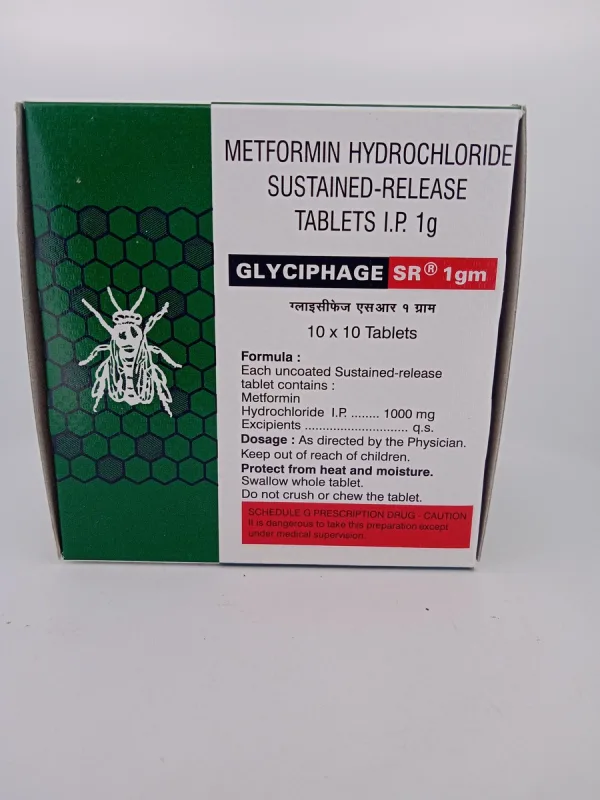 METFORMIN HYDROCHLORIDE
SUSTAINED-RELEASE
TABLETS I.P. 1g
GLYCIPHAGE SR® 1gm
ग्लाइसीफेज एसआर १ ग्राम
10 x 10 Tablets
Formula :
Each uncoated Sustained-release
tablet contains :
Metformin
Hydrochloride I.P. ........ 1000 mg
Excipients ............................ q.s.
Dosage : As directed by the Physician.
Keep out of reach of children.
Protect from heat and moisture.
Swallow whole tablet.
Do not crush or chew the tablet.
SCHEDULE G PRESCRIPTION DRUG - CAUTION
It is dangerous to take this preparation except
under medical supervision.